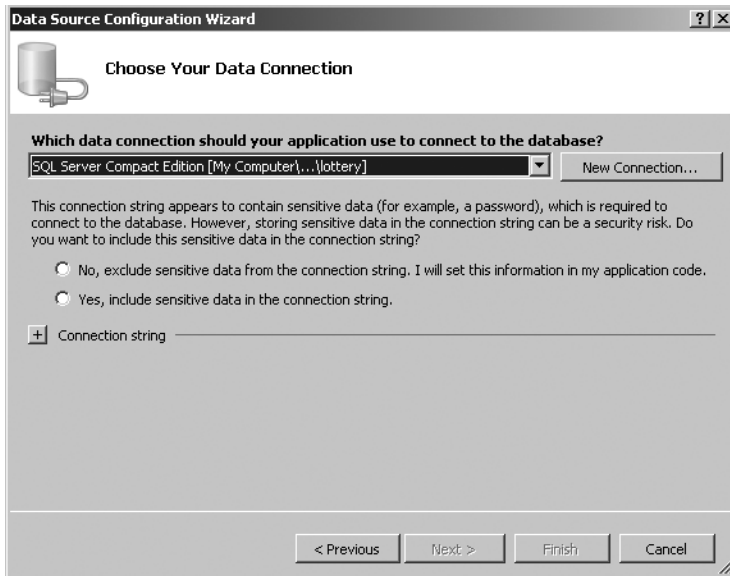 Data Source Configuration Wizard
Choose Your Data Connection
Which data connection should your application use to connect to the database?
SQL Server Compact Edition [My Computer\...\lottery]
New Connection...
This connection string appears to contain sensitive data (for example, a password), which is required to
connect to the database. However, storing sensitive data in the connection string can be a security risk. Do
you want to include this sensitive data in the connection string?
No, exclude sensitive data from the connection string. I will set this information in my application code.
Yes, include sensitive data in the connection string.
Connection string
< Previous
Next >
Finish
Cancel